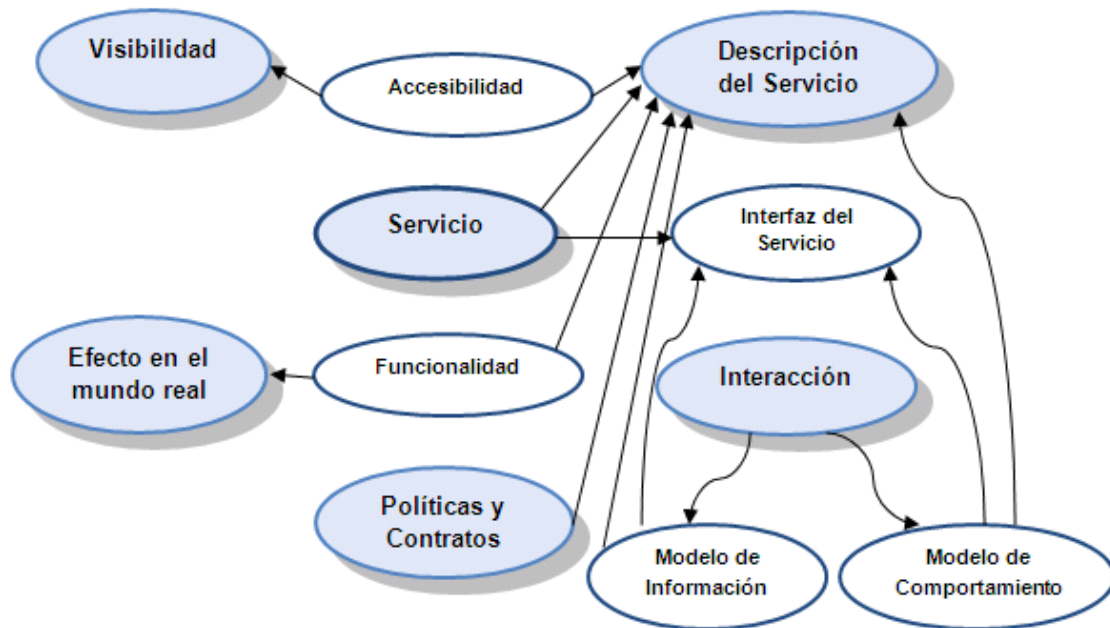 Visibilidad
Accesibilidad
Descripción
del Servicio
Servicio
Interfaz del
Servicio
Efecto en el
mundo real
Funcionalidad
Interacción
Políticas y
Contratos
Modelo de
Información
Modelo de
Comportamiento